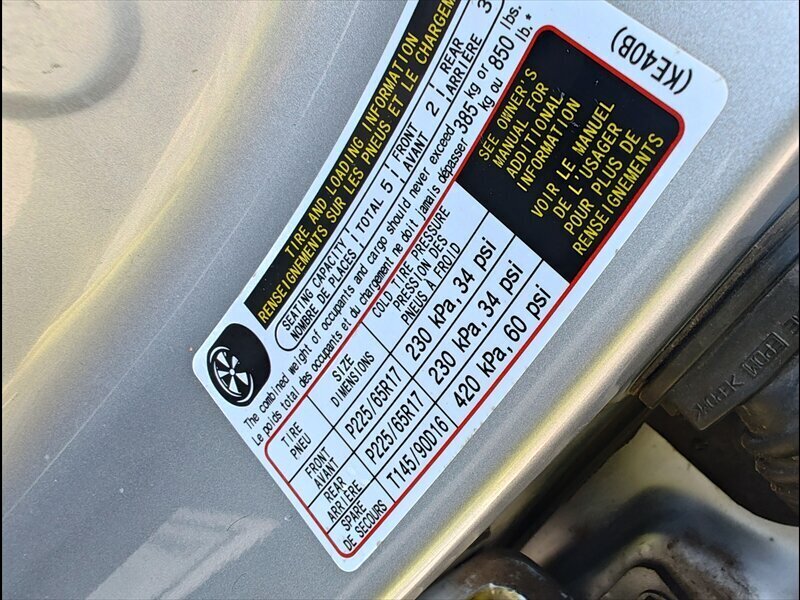 (KE40B)
TIRE AND LOADING INFORMATION
RENSEIGNEMENTS SUR LES PNEUS ET LE CHARGEM
SEATING CAPACITY
NOMBRE DE PLACES
TOTAL 5
FRONT
AVANT
2
REAR
ARRIÈRE
3
The combined weight of occupants and cargo should never exceed 385 kg or 850 lbs.
Le poids total des occupants et du chargement ne doit jamais dépasser kg ou lb.*
TIRE
PNEU
SIZE
DIMENSIONS
COLD TIRE PRESSURE
PRESSION DES
PNEUS À FROID
FRONT
AVANT
P225/65R17
230 kPa, 34 psi
REAR
ARRIÈRE
P225/65R17
230 kPa, 34 psi
SPARE
DE SECOURS
T145/90D16
420 kPa, 60 psi
SEE OWNER'S
MANUAL FOR
ADDITIONAL
INFORMATION
VOIR LE MANUEL
DE L'USAGER
POUR PLUS DE
RENSEIGNEMENTS